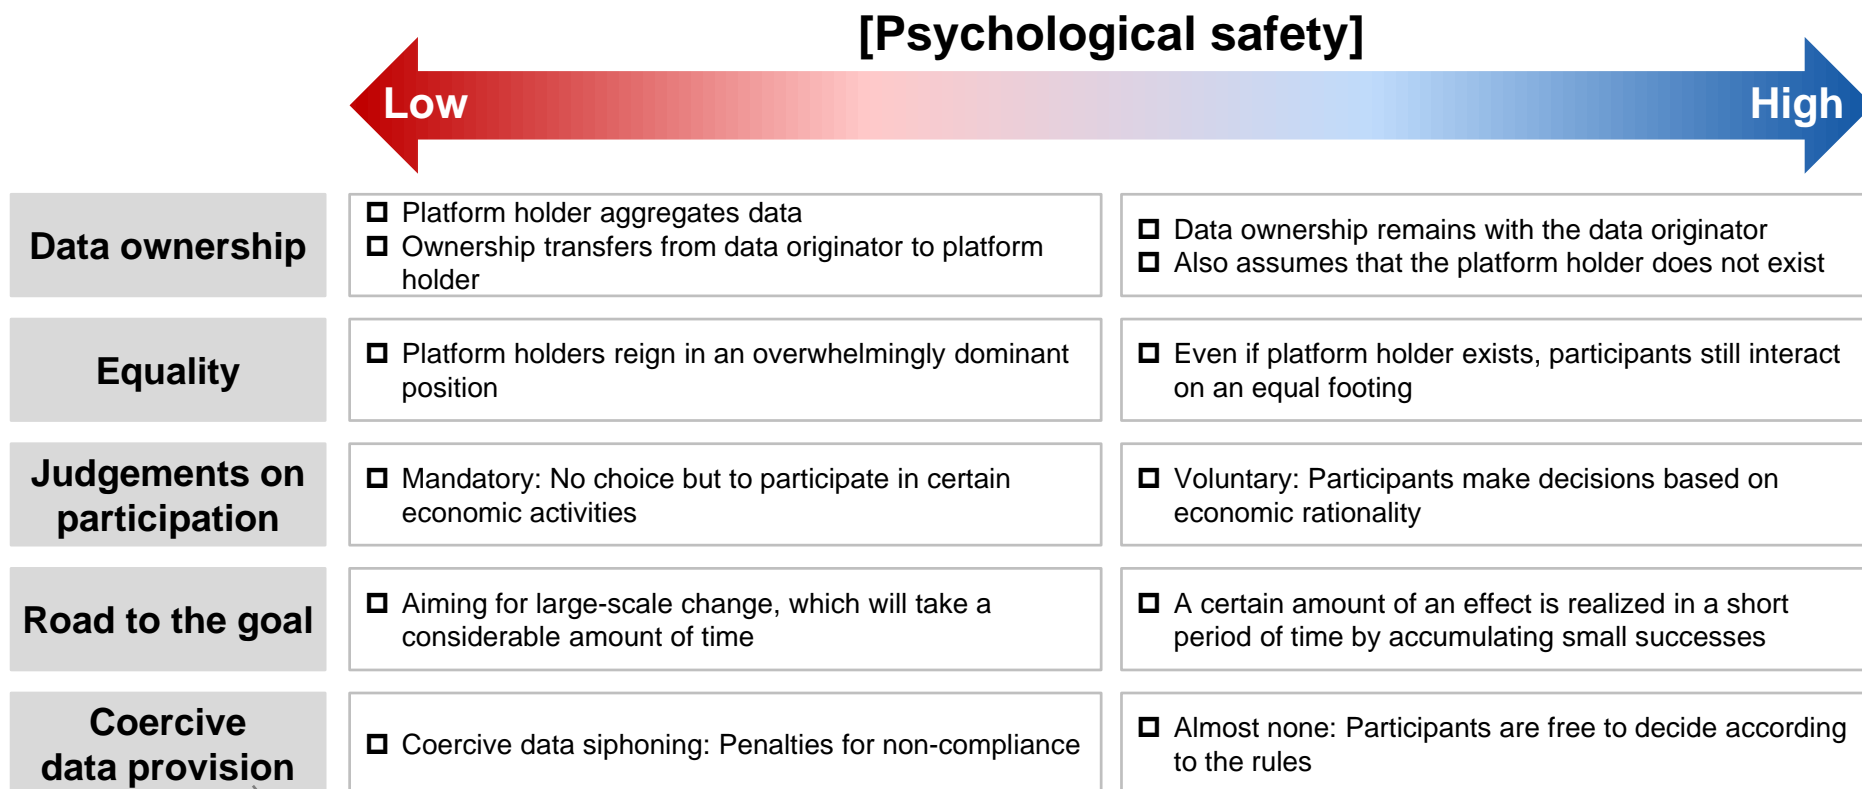 [Psychological safety]
Low
High
Data ownership
Platform holder aggregates data
Ownership transfers from data originator to platform
holder
Data ownership remains with the data originator
Also assumes that the platform holder does not exist
Equality
Platform holders reign in an overwhelmingly dominant
position
Even if platform holder exists, participants still interact
on an equal footing
Judgements on
participation
Mandatory: No choice but to participate in certain
economic activities
Voluntary: Participants make decisions based on
economic rationality
Road to the goal
Aiming for large-scale change, which will take a
considerable amount of time
A certain amount of an effect is realized in a short
period of time by accumulating small successes
Coercive
data provision
Coercive data siphoning: Penalties for non-compliance
Almost none: Participants are free to decide according
to the rules